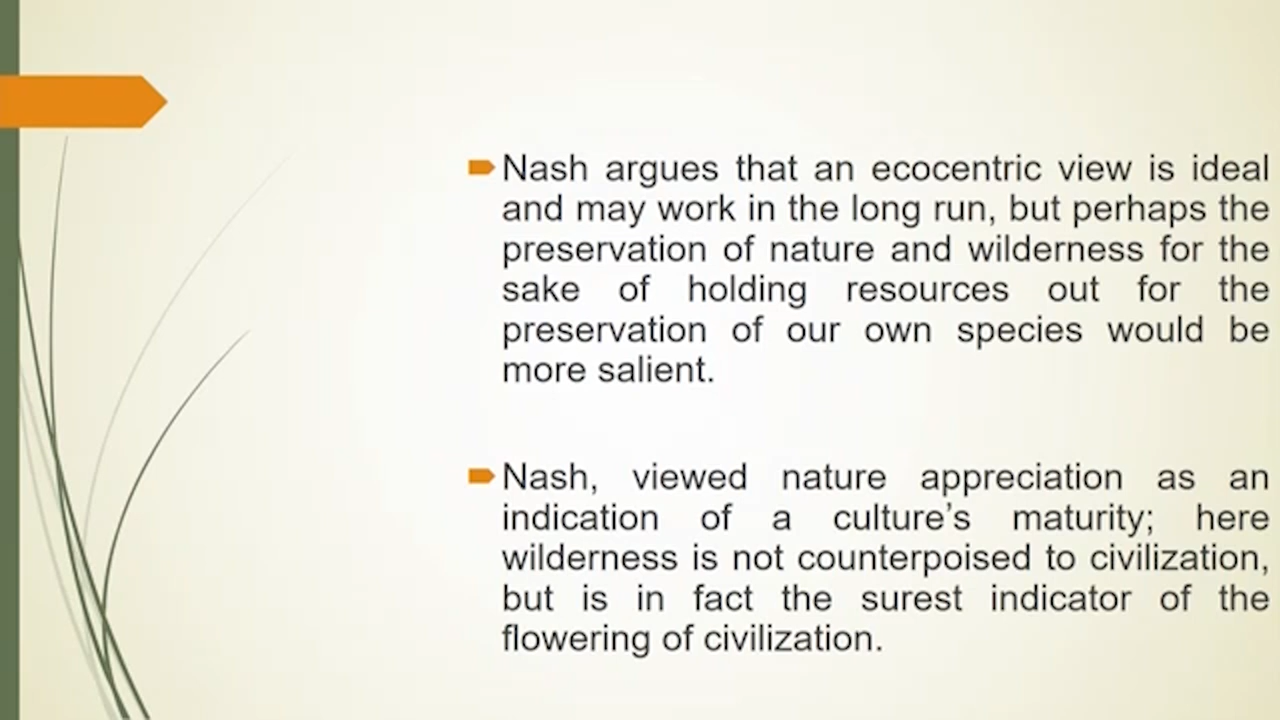 Nash argues that an ecocentric view is ideal
and may work in the long run, but perhaps the
preservation of nature and wilderness for the
sake of holding resources out for the
preservation of our own species would be
more salient.
Nash, viewed nature appreciation as an
indication of a culture’s maturity; here
wilderness is not counterpoised to civilization,
but is in fact the surest indicator of the
flowering of civilization.